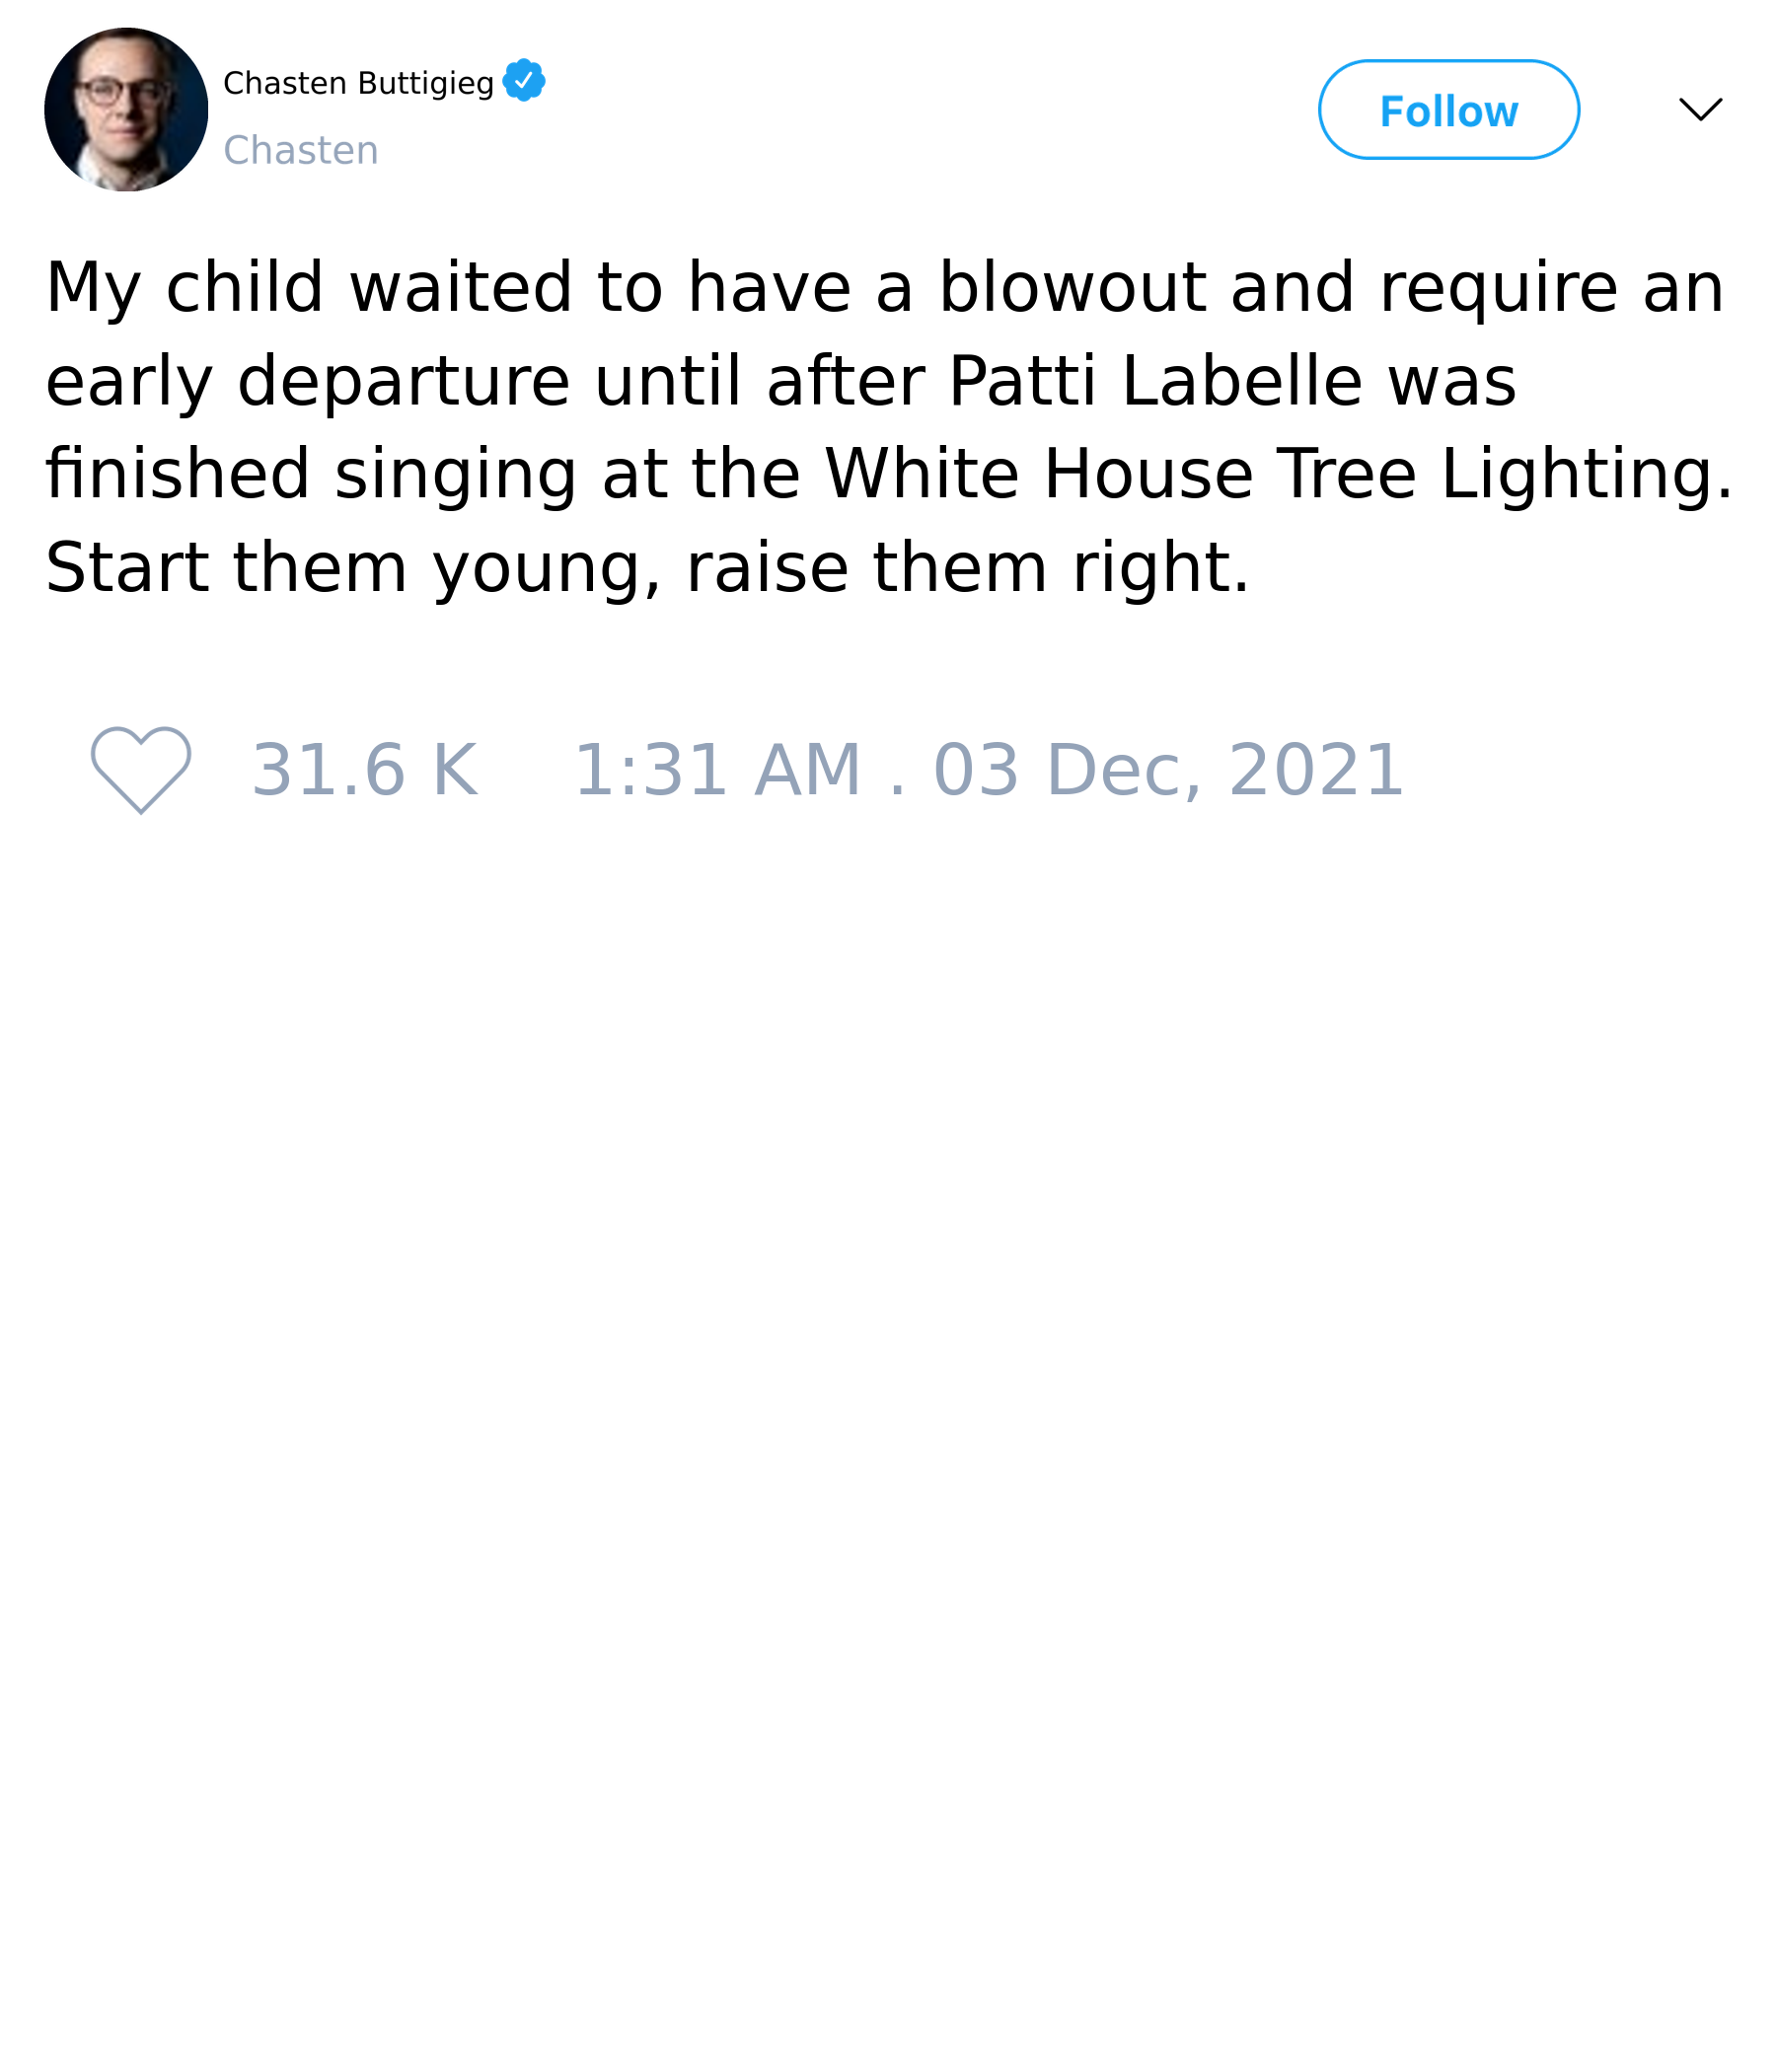 Chasten Buttigieg
Chasten
Follow
My child waited to have a blowout and require an
early departure until after Patti Labelle was
finished singing at the White House Tree Lighting.
Start them young, raise them right.
31.6 K 1:31 AM . 03 Dec, 2021